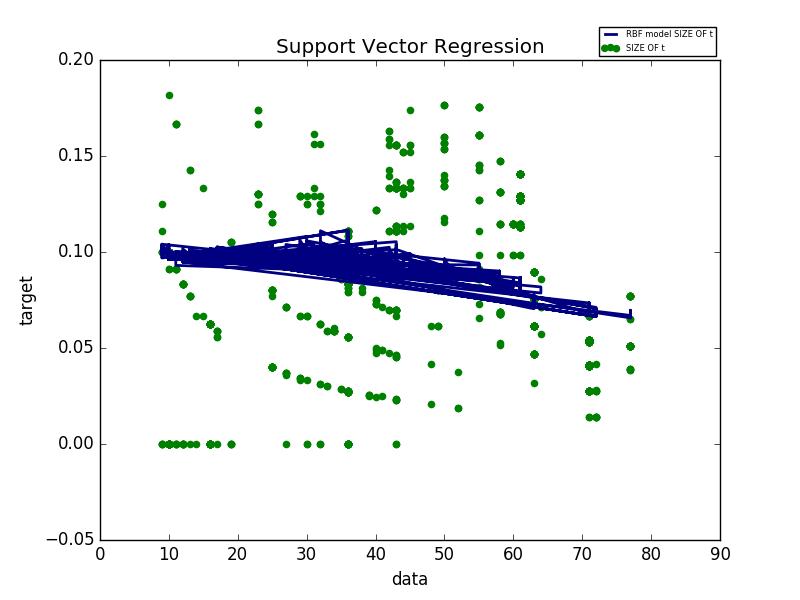 Support Vector Regression
RBF model SIZE OF t
SIZE OF t
0.20
0.15
0.10
0.05
0.00
−0.05
target
0 10 20 30 40 50 60 70 80 90
data